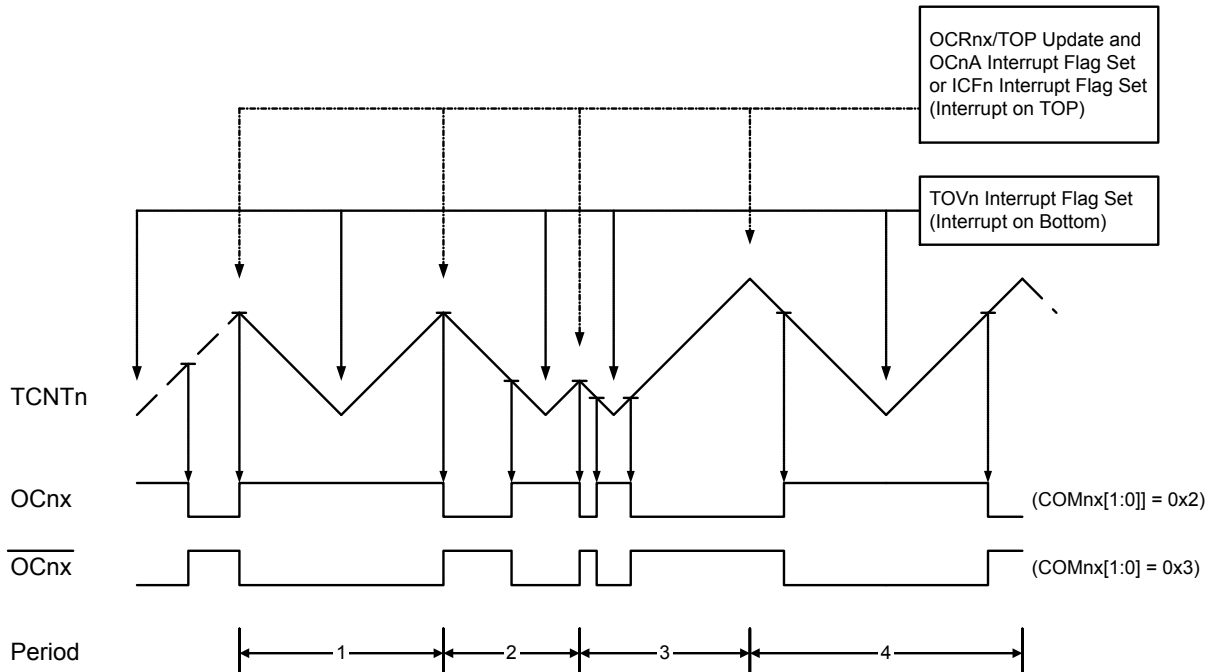 OCRnx/TOP Update and
OCnA Interrupt Flag Set
or ICFn Interrupt Flag Set
(Interrupt on TOP)
TOVn Interrupt Flag Set
(Interrupt on Bottom)
TCNTn
OCnx
(COMnx[1:0]] = 0x2)
OCnx
(COMnx[1:0] = 0x3)
Period
1
2
3
4